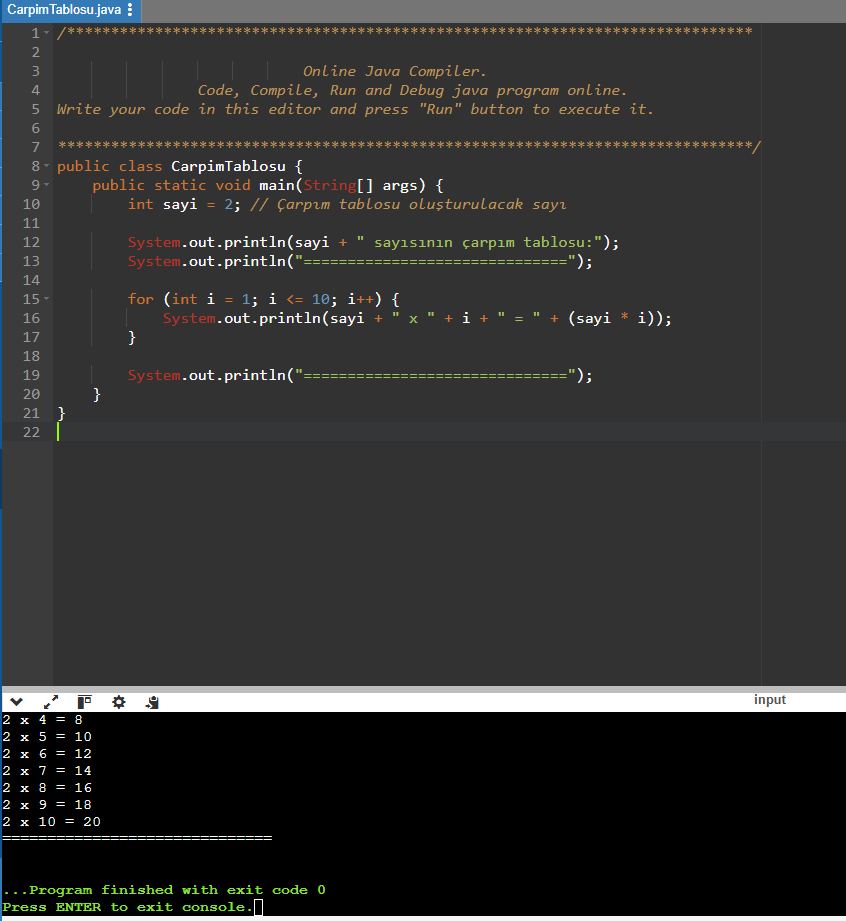 CarpimTablosu.java
1 /******************************************************************************
2
3 Online Java Compiler.
4 Code, Compile, Run and Debug java program online.
5 Write your code in this editor and press "Run" button to execute it.
6
7 *******************************************************************************/
8 public class CarpimTablosu {
9 public static void main(String[] args) {
10 int sayi = 2; // Çarpım tablosu oluşturulacak sayı
11
12 System.out.println(sayi + " sayısının çarpım tablosu:");
13 System.out.println("==============================");
14
15 for (int i = 1; i <= 10; i++) {
16 System.out.println(sayi + " x " + i + " = " + (sayi * i));
17 }
18
19 System.out.println("==============================");
20 }
21 }
22
input
2 x 4 = 8
2 x 5 = 10
2 x 6 = 12
2 x 7 = 14
2 x 8 = 16
2 x 9 = 18
2 x 10 = 20
==============================
...Program finished with exit code 0
Press ENTER to exit console.